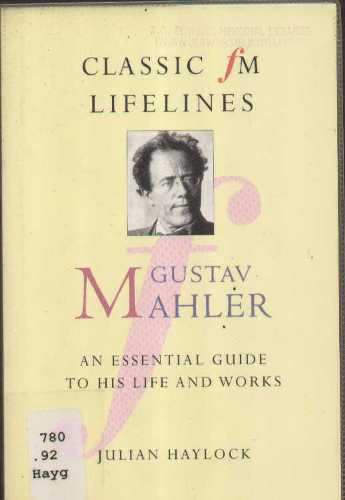 CLASSIC fM
LIFELINES
GUSTAV
MAHLER
AN ESSENTIAL GUIDE
TO HIS LIFE AND WORKS
780
.92
Hayg
JULIAN HAYLOCK